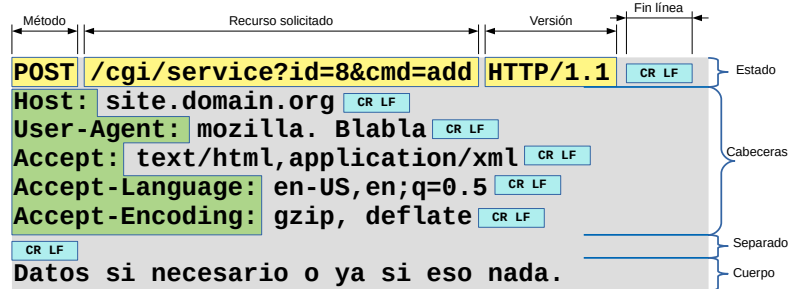 Método Recurso solicitado Versión Fin línea
POST /cgi/service?id=8&cmd=add HTTP/1.1 CR LF Estado
Host: site.domain.org CR LF
User-Agent: mozilla. Blabla CR LF
Accept: text/html,application/xml CR LF Cabeceras
Accept-Language: en-US,en;q=0.5 CR LF
Accept-Encoding: gzip, deflate CR LF
CR LF Separado
Datos si necesario o ya si eso nada. Cuerpo